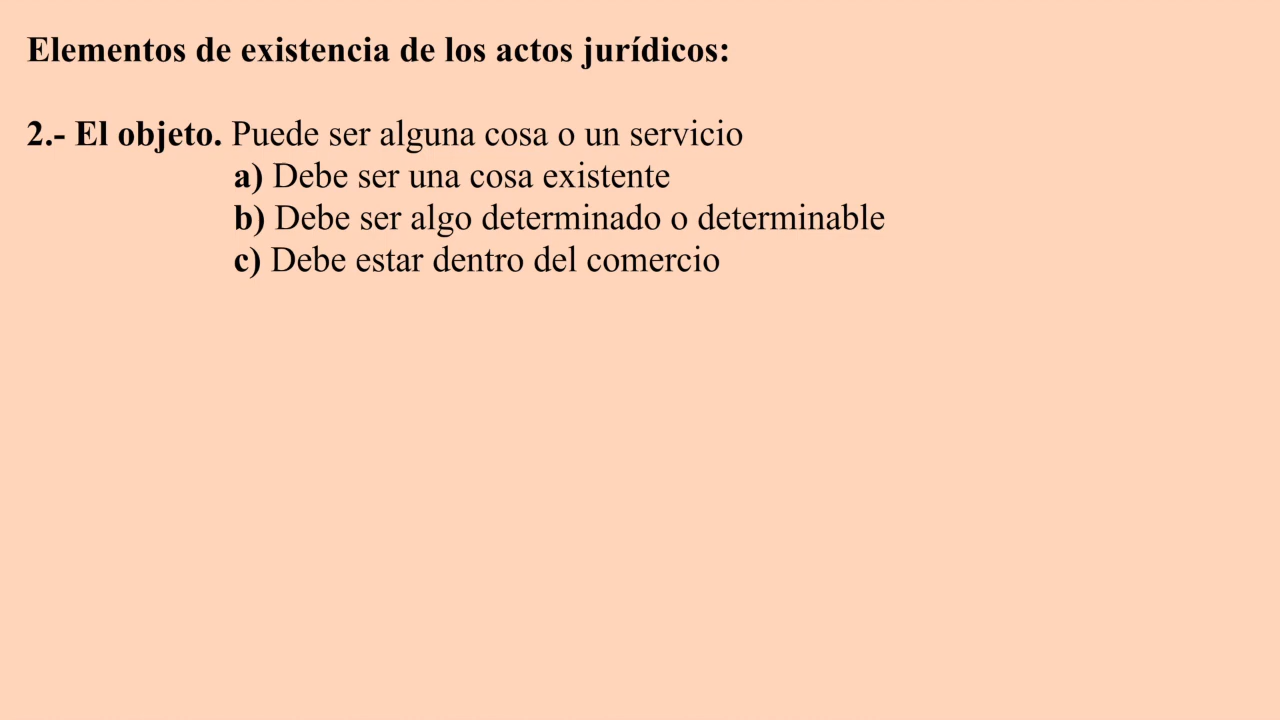 Elementos de existencia de los actos jurídicos:
2.- El objeto. Puede ser alguna cosa o un servicio
a) Debe ser una cosa existente
b) Debe ser algo determinado o determinable
c) Debe estar dentro del comercio